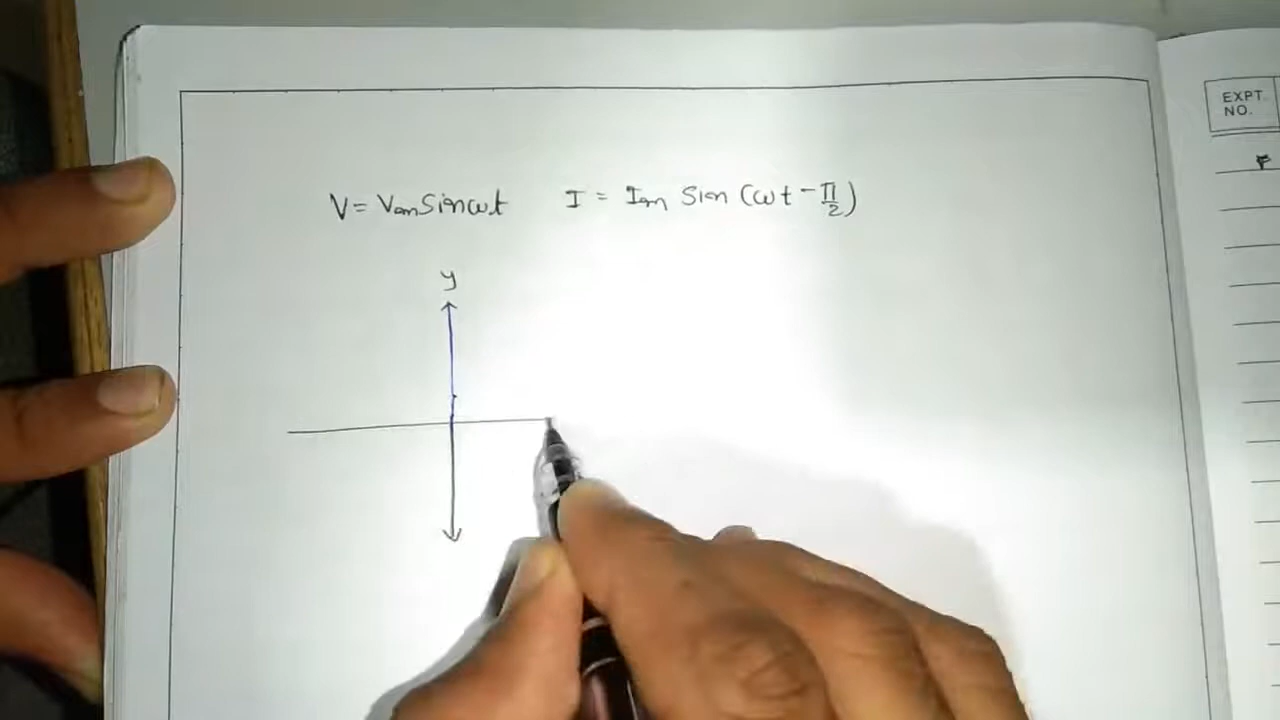 V = Vm Sin ωt I = Im Sin (ωt - π/2)
y
EXPT.
NO.